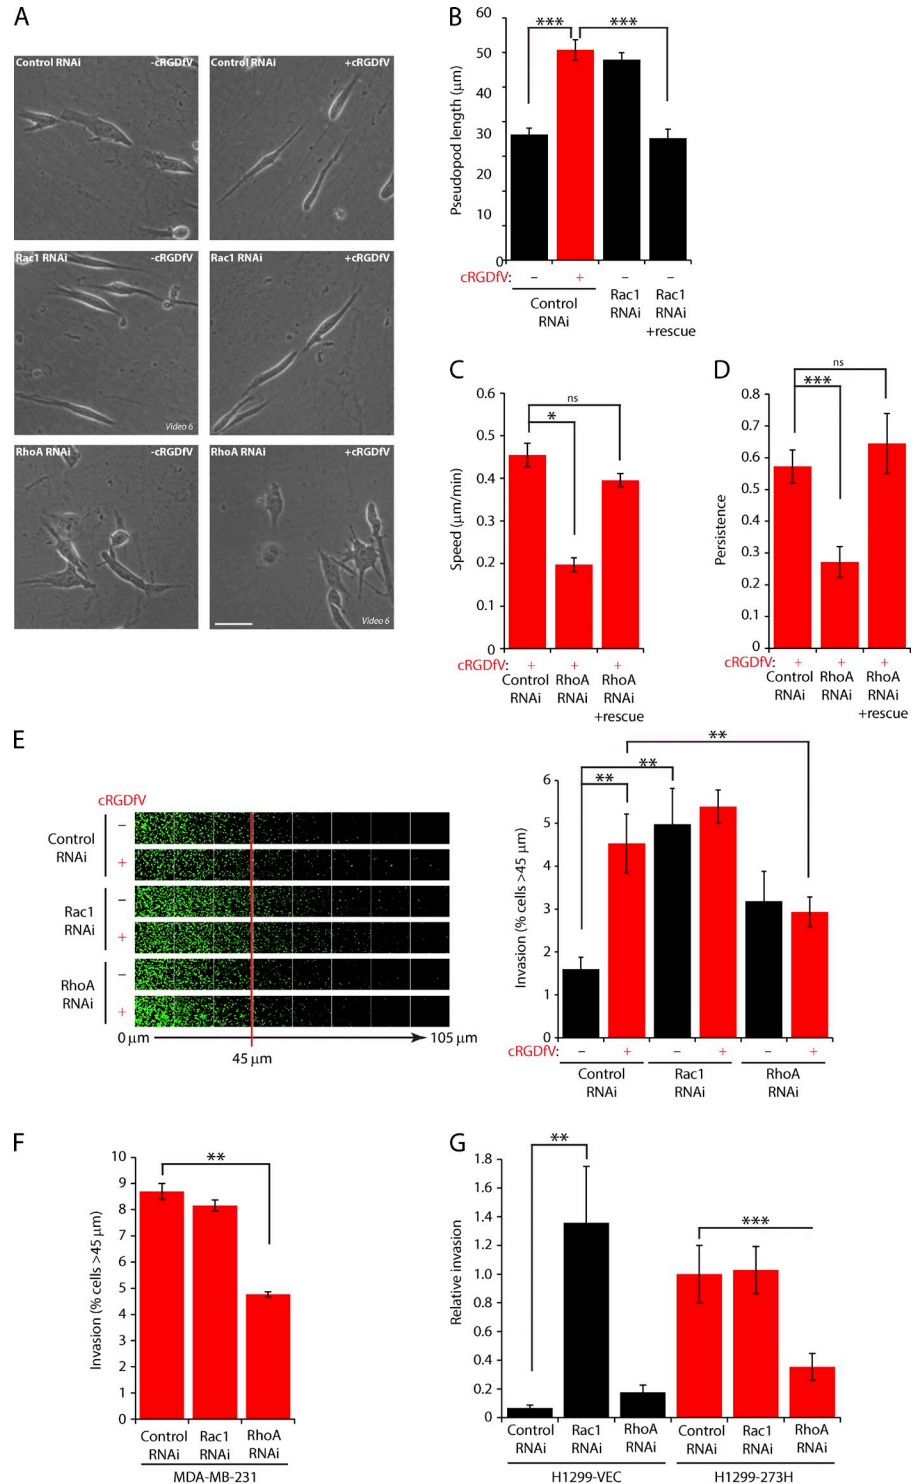 A
Control RNAi
-cRGDfV
Control RNAi
+cRGDfV
Rac1 RNAi
-cRGDfV
Video 6
Rac1 RNAi
+cRGDfV
RhoA RNAi
-cRGDfV
RhoA RNAi
+cRGDfV
Video 6
B
Pseudopod length (μm)
60
50
40
30
20
10
0
***
***
cRGDfV:
–
+
–
–
Control
RNAi
Rac1
RNAi
Rac1
RNAi
+rescue
C
Speed (μm/min)
0.6
0.5
0.4
0.3
0.2
0.1
0
ns
*
cRGDfV:
+
+
+
Control
RNAi
RhoA
RNAi
RhoA
RNAi
+rescue
D
Persistence
0.8
0.7
0.6
0.5
0.4
0.3
0.2
0.1
0
ns
***
cRGDfV:
+
+
+
Control
RNAi
RhoA
RNAi
RhoA
RNAi
+rescue
E
cRGDfV
Control
RNAi
–
+
Rac1
RNAi
–
+
RhoA
RNAi
–
+
0 μm
105 μm
45 μm
Invasion (% cells >45 μm)
6
5
4
3
2
1
0
**
**
**
cRGDfV:
–
+
–
+
–
+
Control
RNAi
Rac1
RNAi
RhoA
RNAi
F
Invasion (% cells >45 μm)
10
9
8
7
6
5
4
3
2
1
0
**
Control
RNAi
Rac1
RNAi
RhoA
RNAi
MDA-MB-231
G
Relative invasion
1.8
1.6
1.4
1.2
1.0
0.8
0.6
0.4
0.2
0
**
***
Control
RNAi
Rac1
RNAi
RhoA
RNAi
Control
RNAi
Rac1
RNAi
RhoA
RNAi
H1299-VEC
H1299-273H